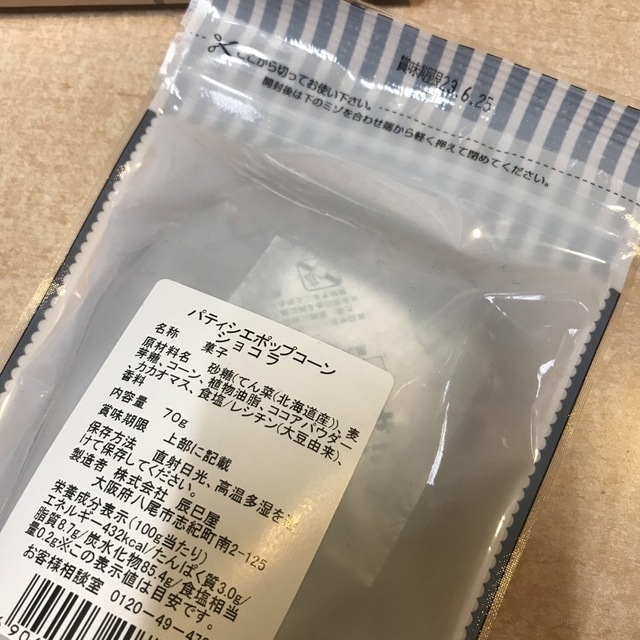 賞味期限23.6.25
ここから切ってお使い下さい。
開封後は下のミゾを合わせ端から軽く押えて閉めてください。
パティシエポップコーン
ショコラ
名称 菓子
原材料名 砂糖(てん菜(北海道産))、麦
芽糖、コーン、植物油脂、ココアパウダー
、カカオマス、食塩/レシチン(大豆由来)、
香料
内容量 70g
賞味期限 上部に記載
保存方法 直射日光、高温多湿を避
けて保存してください。
製造者 株式会社 辰巳屋
大阪府八尾市志紀町南2-125
栄養成分表示(100g当たり)
エネルギー432kcal/たんぱく質3.0g/
脂質8.7g/炭水化物85.4g/食塩相当
量0.2g※この表示値は目安です。
お客様相談室 0120-49-47